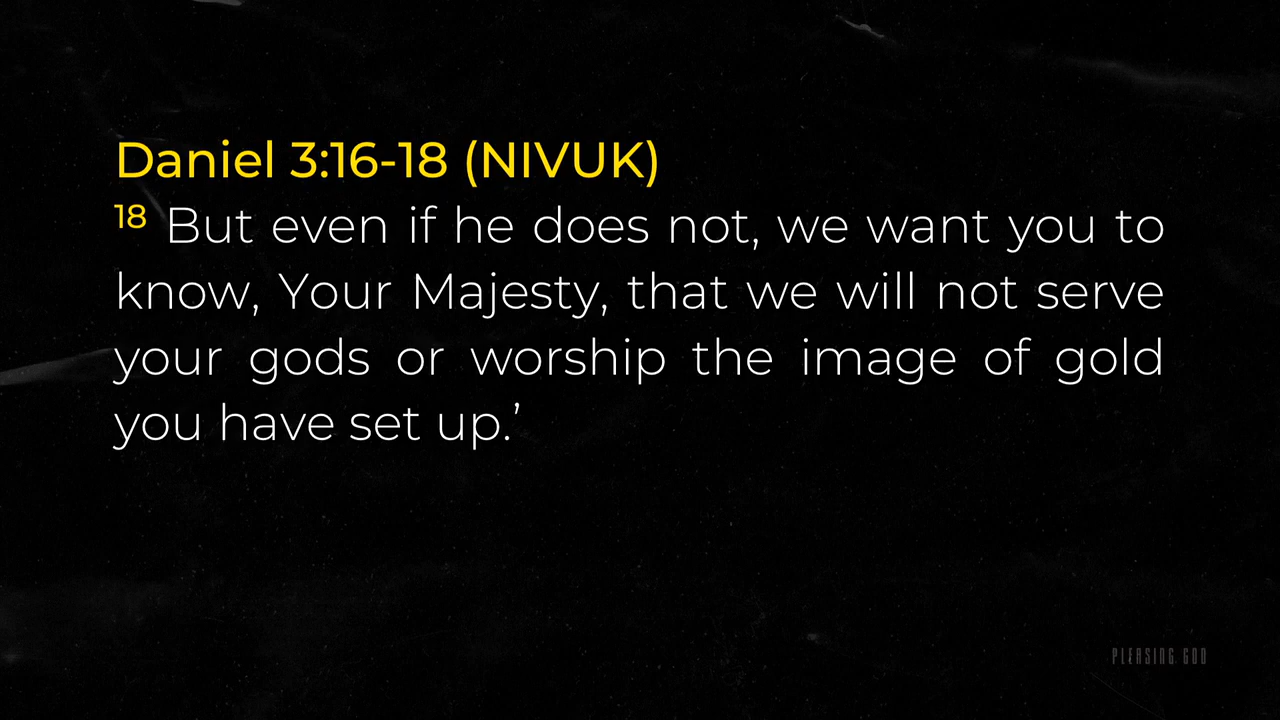 Daniel 3:16-18 (NIVUK)
18 But even if he does not, we want you to
know, Your Majesty, that we will not serve
your gods or worship the image of gold
you have set up.’
PLEASING GOD